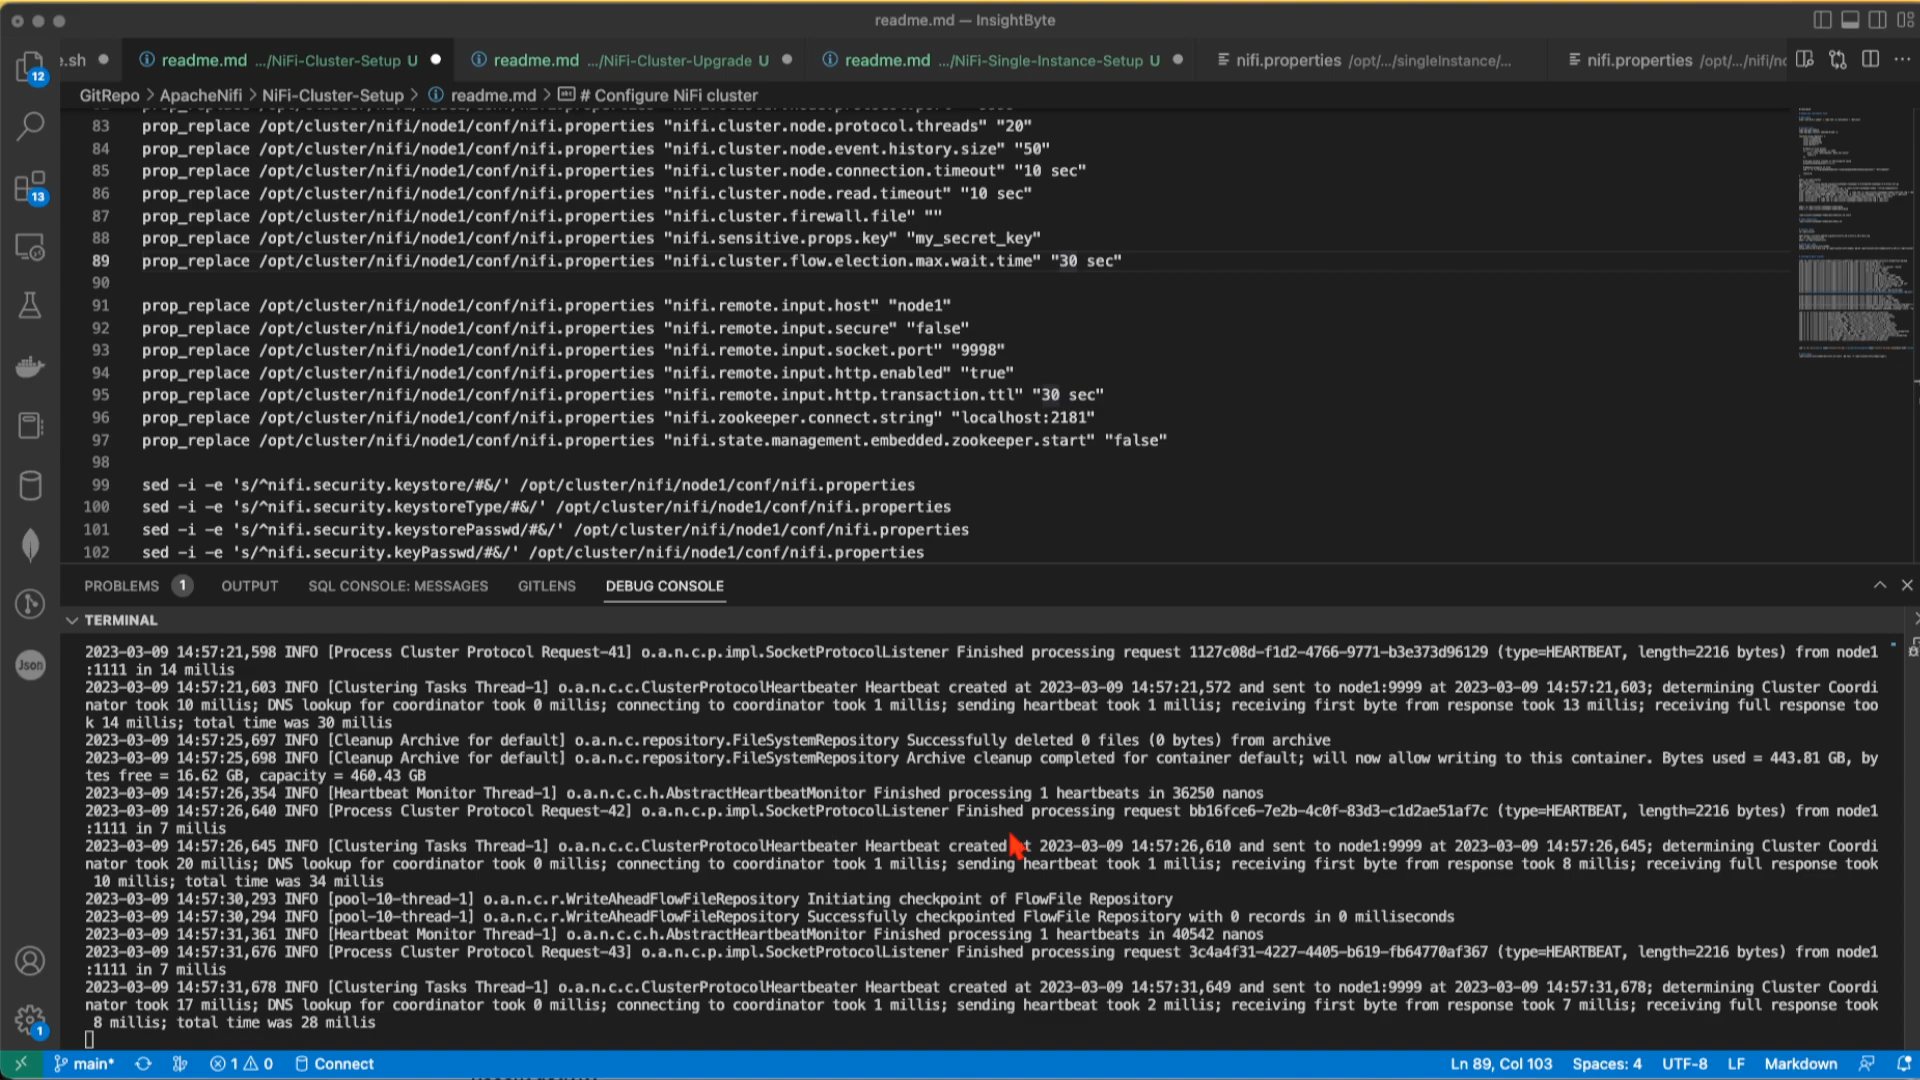 readme.md — InsightByte
e.sh
readme.md .../NiFi-Cluster-Setup U
readme.md .../NiFi-Cluster-Upgrade U
readme.md .../NiFi-Single-Instance-Setup U
nifi.properties /opt/.../singleInstance/...
nifi.properties /opt/.../nifi/nc
GitRepo > ApacheNifi > NiFi-Cluster-Setup > readme.md > # Configure NiFi cluster
83 prop_replace /opt/cluster/nifi/node1/conf/nifi.properties "nifi.cluster.node.protocol.threads" "20"
84 prop_replace /opt/cluster/nifi/node1/conf/nifi.properties "nifi.cluster.node.event.history.size" "50"
85 prop_replace /opt/cluster/nifi/node1/conf/nifi.properties "nifi.cluster.node.connection.timeout" "10 sec"
86 prop_replace /opt/cluster/nifi/node1/conf/nifi.properties "nifi.cluster.node.read.timeout" "10 sec"
87 prop_replace /opt/cluster/nifi/node1/conf/nifi.properties "nifi.cluster.firewall.file" ""
88 prop_replace /opt/cluster/nifi/node1/conf/nifi.properties "nifi.sensitive.props.key" "my_secret_key"
89 prop_replace /opt/cluster/nifi/node1/conf/nifi.properties "nifi.cluster.flow.election.max.wait.time" "30 sec"
90
91 prop_replace /opt/cluster/nifi/node1/conf/nifi.properties "nifi.remote.input.host" "node1"
92 prop_replace /opt/cluster/nifi/node1/conf/nifi.properties "nifi.remote.input.secure" "false"
93 prop_replace /opt/cluster/nifi/node1/conf/nifi.properties "nifi.remote.input.socket.port" "9998"
94 prop_replace /opt/cluster/nifi/node1/conf/nifi.properties "nifi.remote.input.http.enabled" "true"
95 prop_replace /opt/cluster/nifi/node1/conf/nifi.properties "nifi.remote.input.http.transaction.ttl" "30 sec"
96 prop_replace /opt/cluster/nifi/node1/conf/nifi.properties "nifi.zookeeper.connect.string" "localhost:2181"
97 prop_replace /opt/cluster/nifi/node1/conf/nifi.properties "nifi.state.management.embedded.zookeeper.start" "false"
98
99 sed -i -e 's/^nifi.security.keystore/#&/' /opt/cluster/nifi/node1/conf/nifi.properties
100 sed -i -e 's/^nifi.security.keystoreType/#&/' /opt/cluster/nifi/node1/conf/nifi.properties
101 sed -i -e 's/^nifi.security.keystorePasswd/#&/' /opt/cluster/nifi/node1/conf/nifi.properties
102 sed -i -e 's/^nifi.security.keyPasswd/#&/' /opt/cluster/nifi/node1/conf/nifi.properties
12
13
Json
1
PROBLEMS 1 OUTPUT SQL CONSOLE: MESSAGES GITLENS DEBUG CONSOLE
TERMINAL
2023-03-09 14:57:21,598 INFO [Process Cluster Protocol Request-41] o.a.n.c.p.impl.SocketProtocolListener Finished processing request 1127c08d-f1d2-4766-9771-b3e373d96129 (type=HEARTBEAT, length=2216 bytes) from node1
:1111 in 14 millis
2023-03-09 14:57:21,603 INFO [Clustering Tasks Thread-1] o.a.n.c.c.ClusterProtocolHeartbeater Heartbeat created at 2023-03-09 14:57:21,572 and sent to node1:9999 at 2023-03-09 14:57:21,603; determining Cluster Coordi
nator took 10 millis; DNS lookup for coordinator took 0 millis; connecting to coordinator took 1 millis; sending heartbeat took 1 millis; receiving first byte from response took 13 millis; receiving full response too
k 14 millis; total time was 30 millis
2023-03-09 14:57:25,697 INFO [Cleanup Archive for default] o.a.n.c.repository.FileSystemRepository Successfully deleted 0 files (0 bytes) from archive
2023-03-09 14:57:25,698 INFO [Cleanup Archive for default] o.a.n.c.repository.FileSystemRepository Archive cleanup completed for container default; will now allow writing to this container. Bytes used = 443.81 GB, by
tes free = 16.62 GB, capacity = 460.43 GB
2023-03-09 14:57:26,354 INFO [Heartbeat Monitor Thread-1] o.a.n.c.c.h.AbstractHeartbeatMonitor Finished processing 1 heartbeats in 36250 nanos
2023-03-09 14:57:26,640 INFO [Process Cluster Protocol Request-42] o.a.n.c.p.impl.SocketProtocolListener Finished processing request bb16fce6-7e2b-4c0f-83d3-c1d2ae51af7c (type=HEARTBEAT, length=2216 bytes) from node1
:1111 in 7 millis
2023-03-09 14:57:26,645 INFO [Clustering Tasks Thread-1] o.a.n.c.c.ClusterProtocolHeartbeater Heartbeat created at 2023-03-09 14:57:26,610 and sent to node1:9999 at 2023-03-09 14:57:26,645; determining Cluster Coordi
nator took 20 millis; DNS lookup for coordinator took 0 millis; connecting to coordinator took 1 millis; sending heartbeat took 1 millis; receiving first byte from response took 8 millis; receiving full response took
10 millis; total time was 34 millis
2023-03-09 14:57:30,293 INFO [pool-10-thread-1] o.a.n.c.r.WriteAheadFlowFileRepository Initiating checkpoint of FlowFile Repository
2023-03-09 14:57:30,294 INFO [pool-10-thread-1] o.a.n.c.r.WriteAheadFlowFileRepository Successfully checkpointed FlowFile Repository with 0 records in 0 milliseconds
2023-03-09 14:57:31,361 INFO [Heartbeat Monitor Thread-1] o.a.n.c.c.h.AbstractHeartbeatMonitor Finished processing 1 heartbeats in 40542 nanos
2023-03-09 14:57:31,676 INFO [Process Cluster Protocol Request-43] o.a.n.c.p.impl.SocketProtocolListener Finished processing request 3c4a4f31-4227-4405-b619-fb64770af367 (type=HEARTBEAT, length=2216 bytes) from node1
:1111 in 7 millis
2023-03-09 14:57:31,678 INFO [Clustering Tasks Thread-1] o.a.n.c.c.ClusterProtocolHeartbeater Heartbeat created at 2023-03-09 14:57:31,649 and sent to node1:9999 at 2023-03-09 14:57:31,678; determining Cluster Coordi
nator took 17 millis; DNS lookup for coordinator took 0 millis; connecting to coordinator took 1 millis; sending heartbeat took 2 millis; receiving first byte from response took 7 millis; receiving full response took
8 millis; total time was 28 millis
main* 1 0 Connect Ln 89, Col 103 Spaces: 4 UTF-8 LF Markdown